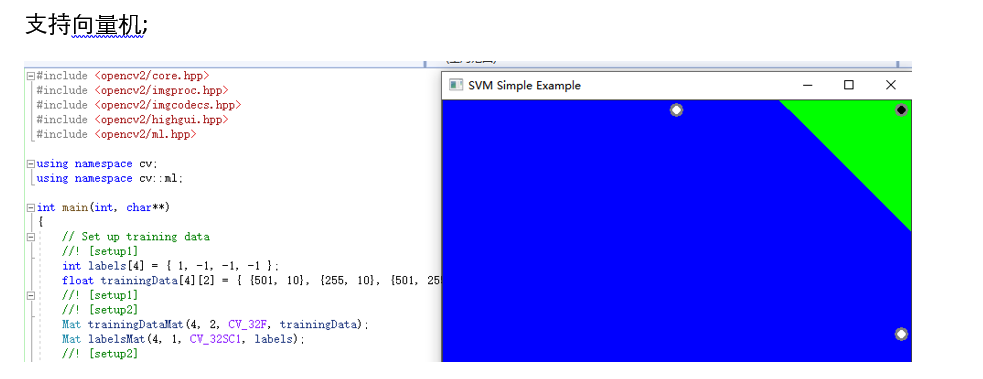 支持向量机;
SVM Simple Example
#include <opencv2/core.hpp>
#include <opencv2/imgproc.hpp>
#include <opencv2/imgcodecs.hpp>
#include <opencv2/highgui.hpp>
#include <opencv2/ml.hpp>
using namespace cv;
using namespace cv::ml;
int main(int, char**)
{
// Set up training data
//! [setup1]
int labels[4] = { 1, -1, -1, -1 };
float trainingData[4][2] = { {501, 10}, {255, 10}, {501, 255
//! [setup1]
//! [setup2]
Mat trainingDataMat(4, 2, CV_32F, trainingData);
Mat labelsMat(4, 1, CV_32SC1, labels);
//! [setup2]